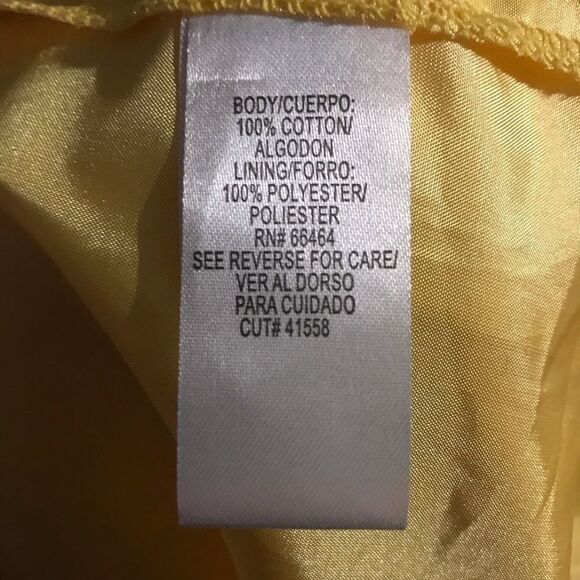 BODY/CUERPO:
100% COTTON/
ALGODON
LINING/FORRO:
100% POLYESTER/
POLIESTER
RN# 66464
SEE REVERSE FOR CARE/
VER AL DORSO
PARA CUIDADO
CUT# 41558